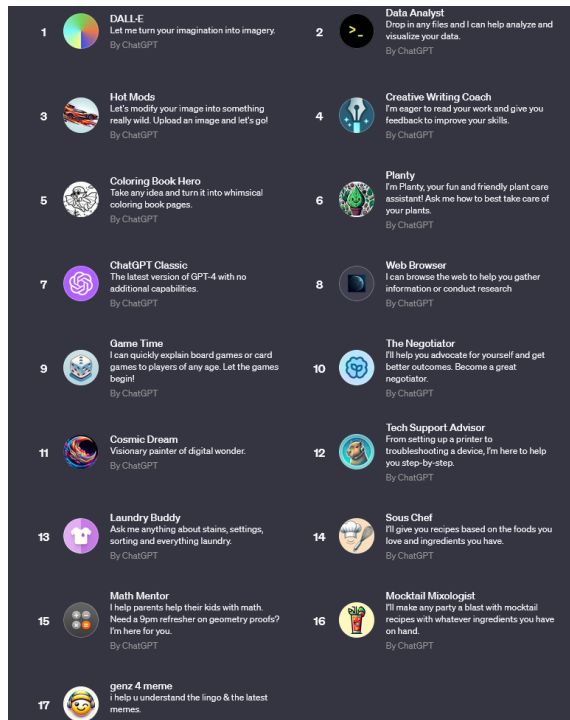 1
DALL·E
Let me turn your imagination into imagery.
By ChatGPT
2
Data Analyst
Drop in any files and I can help analyze and
visualize your data.
By ChatGPT
3
Hot Mods
Let's modify your image into something
really wild. Upload an image and let's go!
By ChatGPT
4
Creative Writing Coach
I'm eager to read your work and give you
feedback to improve your skills.
By ChatGPT
5
Coloring Book Hero
Take any idea and turn it into whimsical
coloring book pages.
By ChatGPT
6
Planty
I'm Planty, your fun and friendly plant care
assistant! Ask me how to best take care of
your plants.
By ChatGPT
7
ChatGPT Classic
The latest version of GPT-4 with no
additional capabilities.
By ChatGPT
8
Web Browser
I can browse the web to help you gather
information or conduct research
By ChatGPT
9
Game Time
I can quickly explain board games or card
games to players of any age. Let the games
begin!
By ChatGPT
10
The Negotiator
I'll help you advocate for yourself and get
better outcomes. Become a great
negotiator.
By ChatGPT
11
Cosmic Dream
Visionary painter of digital wonder.
By ChatGPT
12
Tech Support Advisor
From setting up a printer to
troubleshooting a device, I'm here to help
you step-by-step.
By ChatGPT
13
Laundry Buddy
Ask me anything about stains, settings,
sorting and everything laundry.
By ChatGPT
14
Sous Chef
I'll give you recipes based on the foods you
love and ingredients you have.
By ChatGPT
15
Math Mentor
I help parents help their kids with math.
Need a 9pm refresher on geometry proofs?
I'm here for you.
By ChatGPT
16
Mocktail Mixologist
I'll make any party a blast with mocktail
recipes with whatever ingredients you have
on hand.
By ChatGPT
17
genz 4 meme
i help u understand the lingo & the latest
memes.